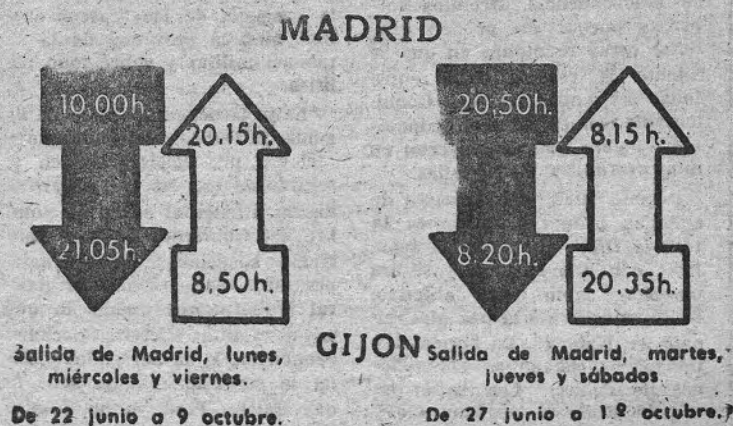 MADRID
10,00h.
20,15h.
21,05h.
8,50h.
20,50h.
8,15 h.
8.20h.
20,35h.
GIJON
Salida de Madrid, lunes,
miércoles y viernes.
De 22 junio a 9 octubre.
Salida de Madrid, martes,
jueves y sábados
De 27 junio a 1º octubre.